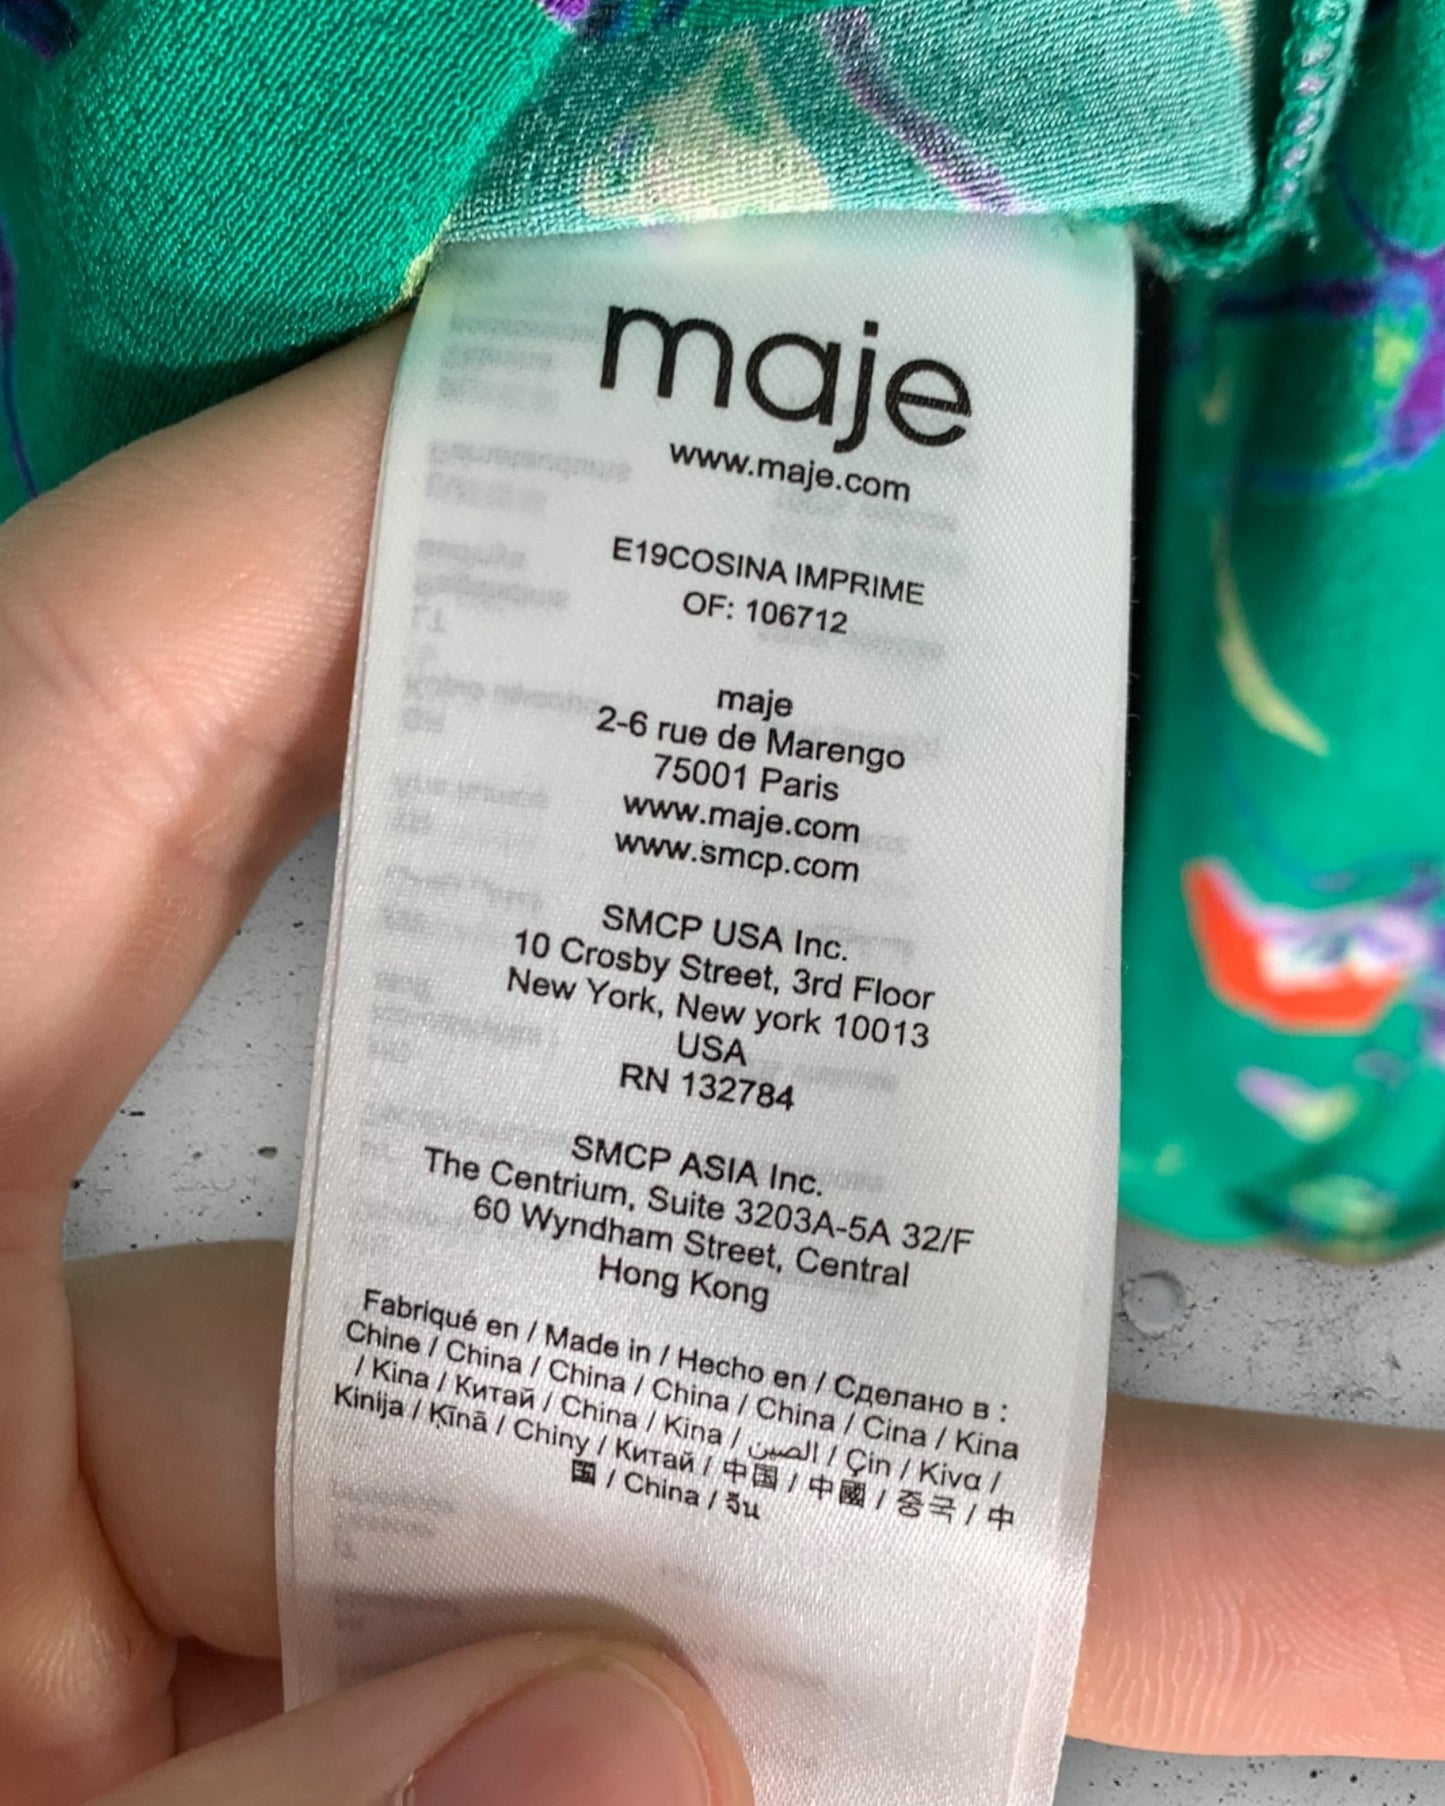 maje
www.maje.com
E19COSINA IMPRIME
OF: 106712
maje
2-6 rue de Marengo
75001 Paris
www.maje.com
www.smcp.com
SMCP USA Inc.
10 Crosby Street, 3rd Floor
New York, New york 10013
USA
RN 132784
SMCP ASIA Inc.
The Centrium, Suite 3203A-5A 32/F
60 Wyndham Street, Central
Hong Kong
Fabriqué en / Made in / Hecho en / Сделано в :
Chine / China / China / China / China / Cina / Kina
/ Kina / Китай / China / Kina / الصين / Çin / Kiva /
Kinija / Ķīnā / Chiny / Китай / 中国 / 中國 / 중국 / 中
国 / China / จีน